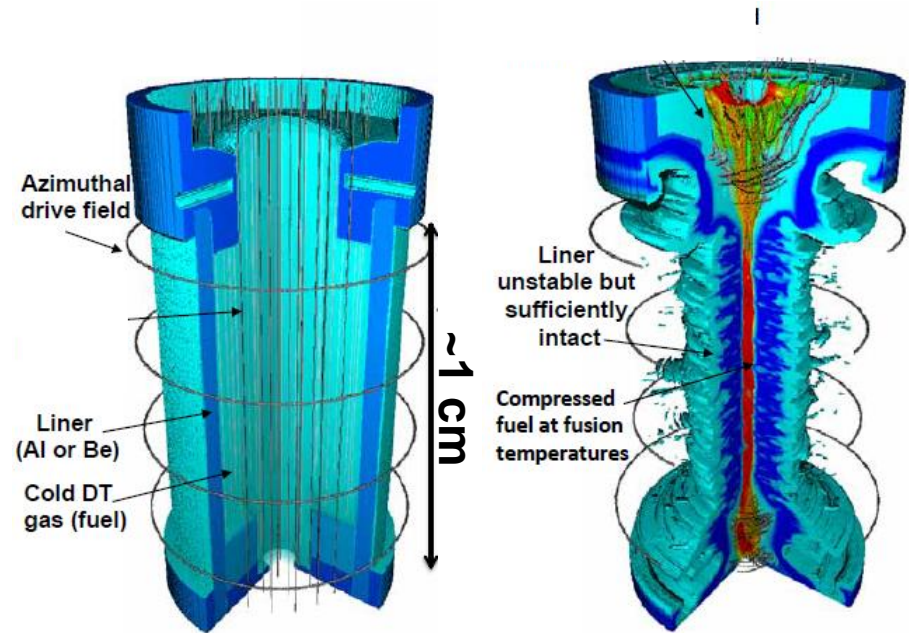 Azimuthal
drive field
Liner
(Al or Be)
Cold DT
gas (fuel)
~1 cm
Liner
unstable but
sufficiently
intact
Compressed
fuel at fusion
temperatures